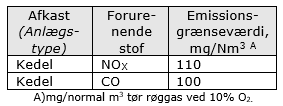 Afkast (Anlægs-type)
Forure-nende stof
Emissions-grænseværdi, mg/Nm³ ᴬ
Kedel NOX 110
Kedel CO 100
A)mg/normal m³ tør røggas ved 10% O₂.